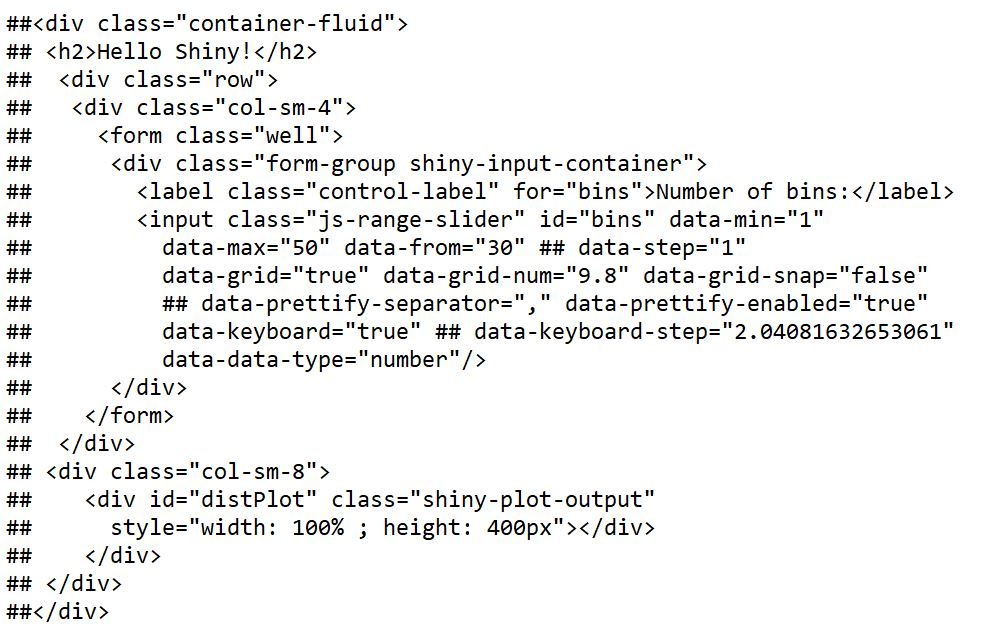 ##<div class="container-fluid">
## <h2>Hello Shiny!</h2>
##  <div class="row">
##   <div class="col-sm-4">
##     <form class="well">
##      <div class="form-group shiny-input-container">
##        <label class="control-label" for="bins">Number of bins:</label>
##        <input class="js-range-slider" id="bins" data-min="1"
##          data-max="50" data-from="30" ## data-step="1"
##          data-grid="true" data-grid-num="9.8" data-grid-snap="false"
##          ## data-prettify-separator="," data-prettify-enabled="true"
##          data-keyboard="true" ## data-keyboard-step="2.04081632653061"
##          data-data-type="number"/>
##      </div>
##    </form>
##  </div>
## <div class="col-sm-8">
##    <div id="distPlot" class="shiny-plot-output"
##      style="width: 100% ; height: 400px"></div>
##    </div>
## </div>
##</div>